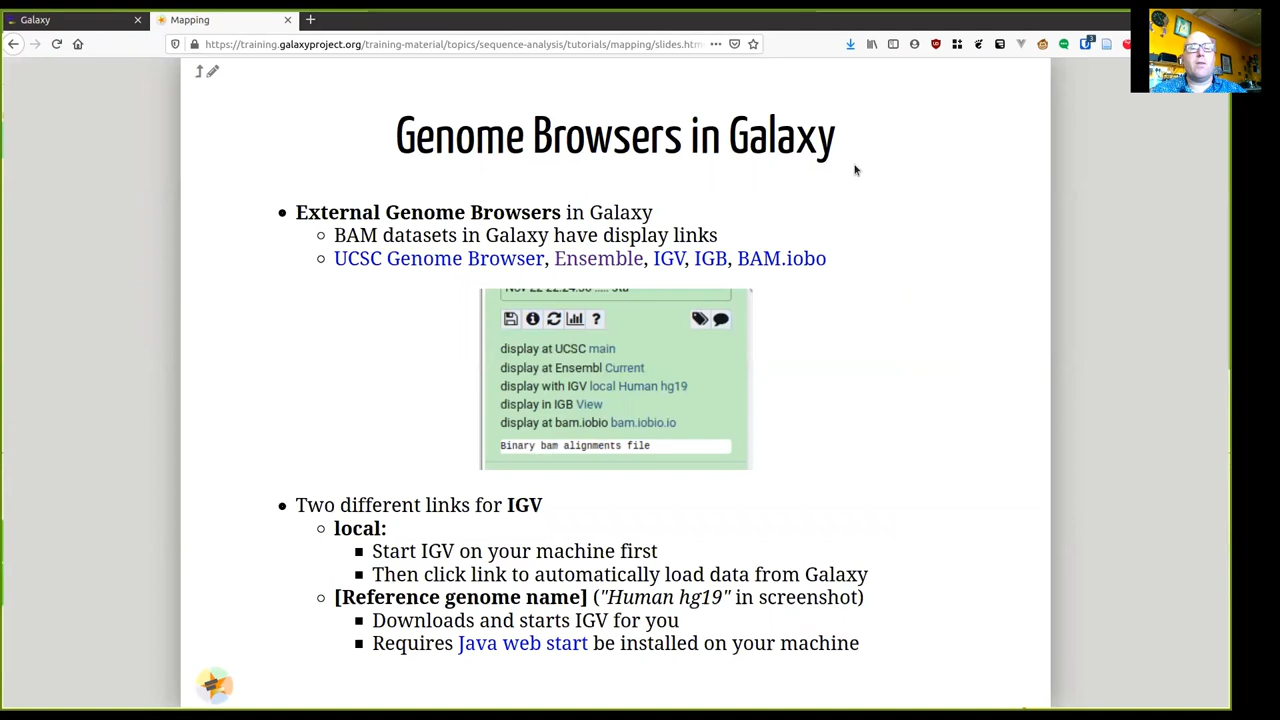 Galaxy
Mapping
https://training.galaxyproject.org/training-material/topics/sequence-analysis/tutorials/mapping/slides.htm
Genome Browsers in Galaxy
External Genome Browsers in Galaxy
BAM datasets in Galaxy have display links
UCSC Genome Browser, Ensemble, IGV, IGB, BAM.iobo
display at UCSC main
display at Ensembl Current
display with IGV local Human hg19
display in IGB View
display at bam.iobio bam.iobio.io
Binary bam alignments file
Two different links for IGV
local:
Start IGV on your machine first
Then click link to automatically load data from Galaxy
[Reference genome name] ("Human hg19" in screenshot)
Downloads and starts IGV for you
Requires Java web start be installed on your machine